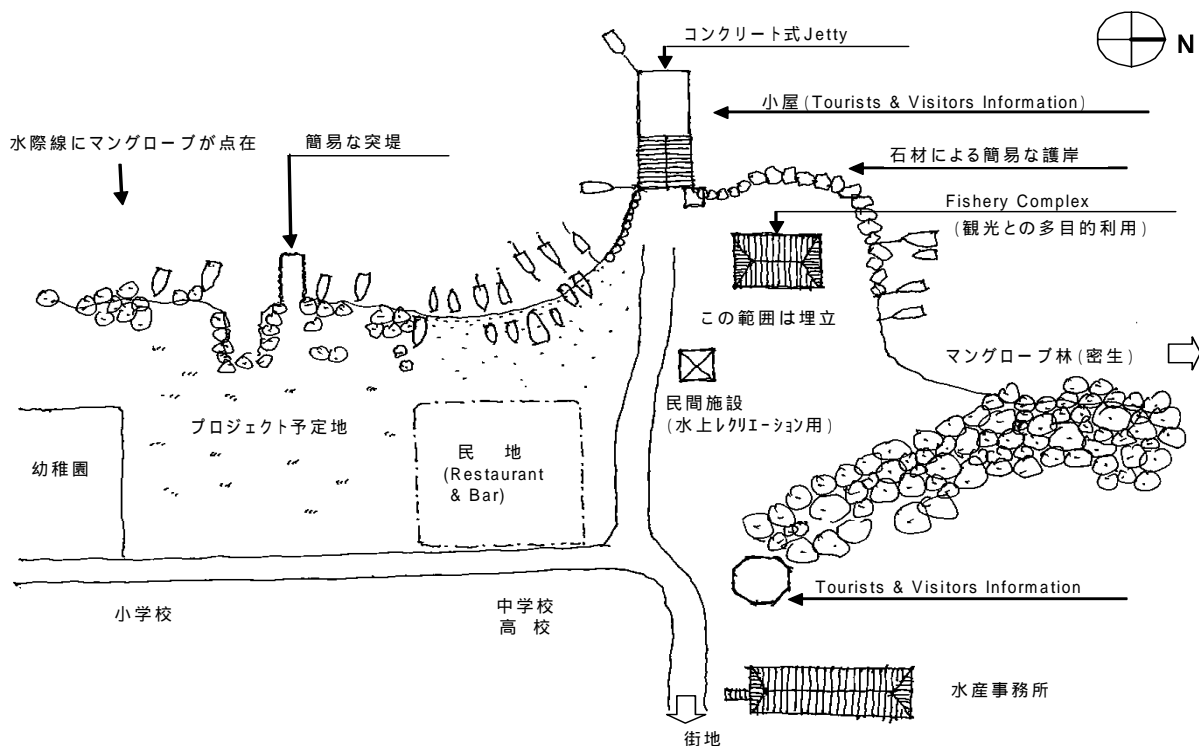 コンクリート式Jetty
N
小屋(Tourists & Visitors Information)
水際線にマングローブが点在
簡易な突堤
石材による簡易な護岸
Fishery Complex
(観光との多目的利用)
この範囲は埋立
マングローブ林(密生)
民間施設
(水上レクリエーション用)
プロジェクト予定地
民 地
(Restaurant
& Bar)
幼稚園
Tourists & Visitors Information
小学校
中学校
高 校
水産事務所
街地